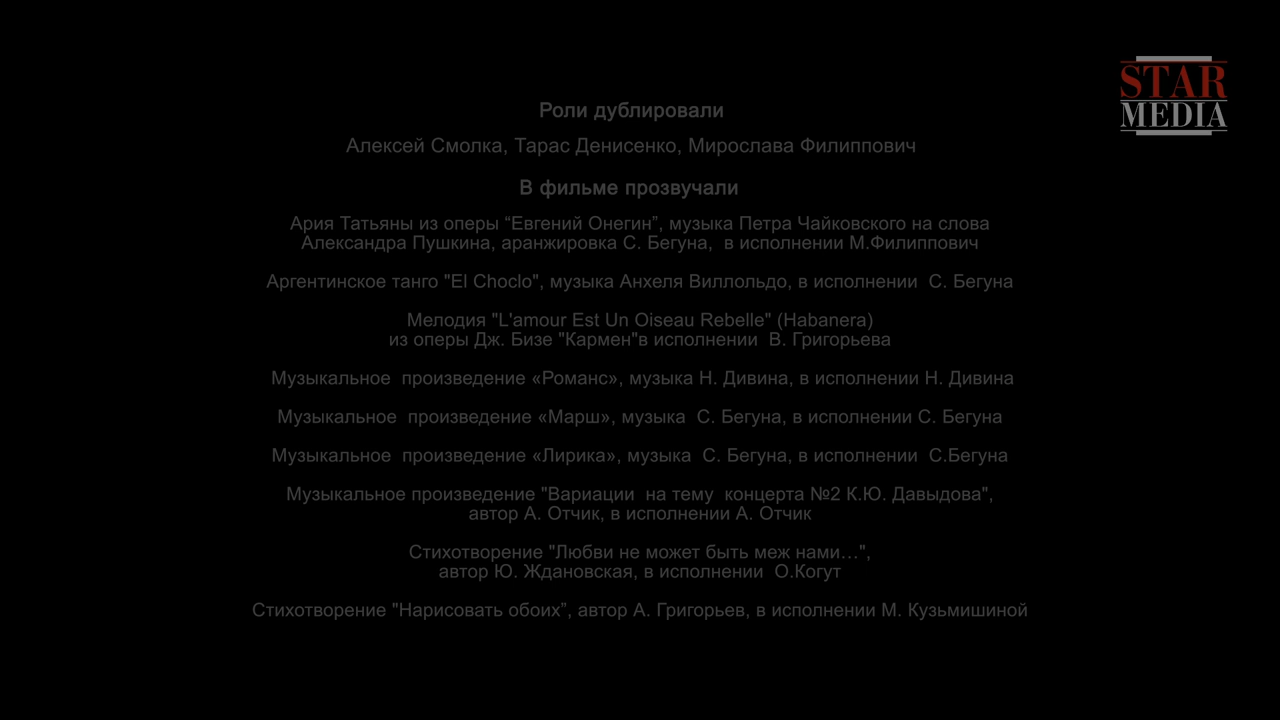 STAR
MEDIA
Роли дублировали
Алексей Смолка, Тарас Денисенко, Мирослава Филиппович
В фильме прозвучали
Ария Татьяны из оперы “Евгений Онегин”, музыка Петра Чайковского на слова
Александра Пушкина, аранжировка С. Бегуна,  в исполнении М.Филиппович
Аргентинское танго "El Choclo", музыка Анхеля Виллольдо, в исполнении  С. Бегуна
Мелодия "L'amour Est Un Oiseau Rebelle" (Habanera)
из оперы Дж. Бизе "Кармен"в исполнении  В. Григорьева
Музыкальное  произведение «Романс», музыка Н. Дивина, в исполнении Н. Дивина
Музыкальное  произведение «Марш», музыка  С. Бегуна, в исполнении С. Бегуна
Музыкальное  произведение «Лирика», музыка  С. Бегуна, в исполнении  С.Бегуна
Музыкальное произведение "Вариации  на тему  концерта №2 К.Ю. Давыдова",
автор А. Отчик, в исполнении А. Отчик
Стихотворение "Любви не может быть меж нами…",
автор Ю. Ждановская, в исполнении  О.Когут
Стихотворение "Нарисовать обоих”, автор А. Григорьев, в исполнении М. Кузьмишиной